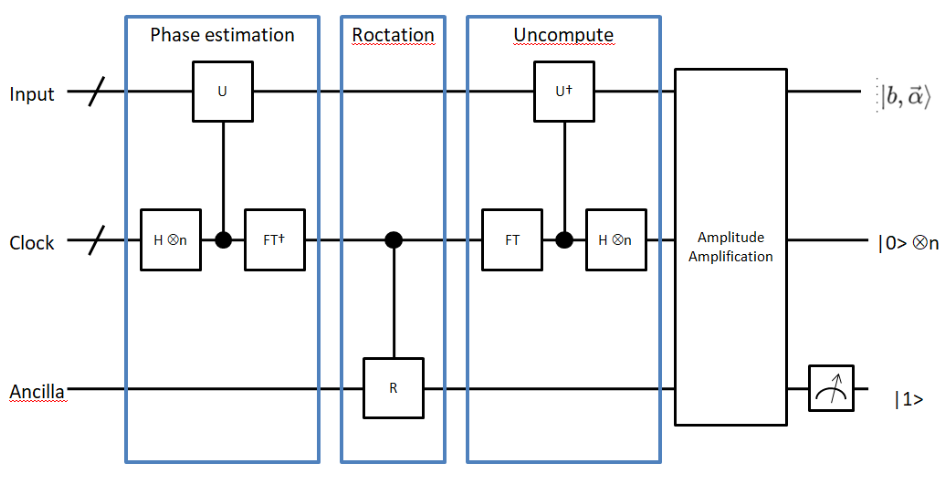 Phase estimation
Roctation
Uncompute
Input
U
U†
|b, α⃗⟩
Clock
H ⊗n
FT†
FT
H ⊗n
Amplitude
Amplification
|0> ⊗n
Ancilla
R
|1>